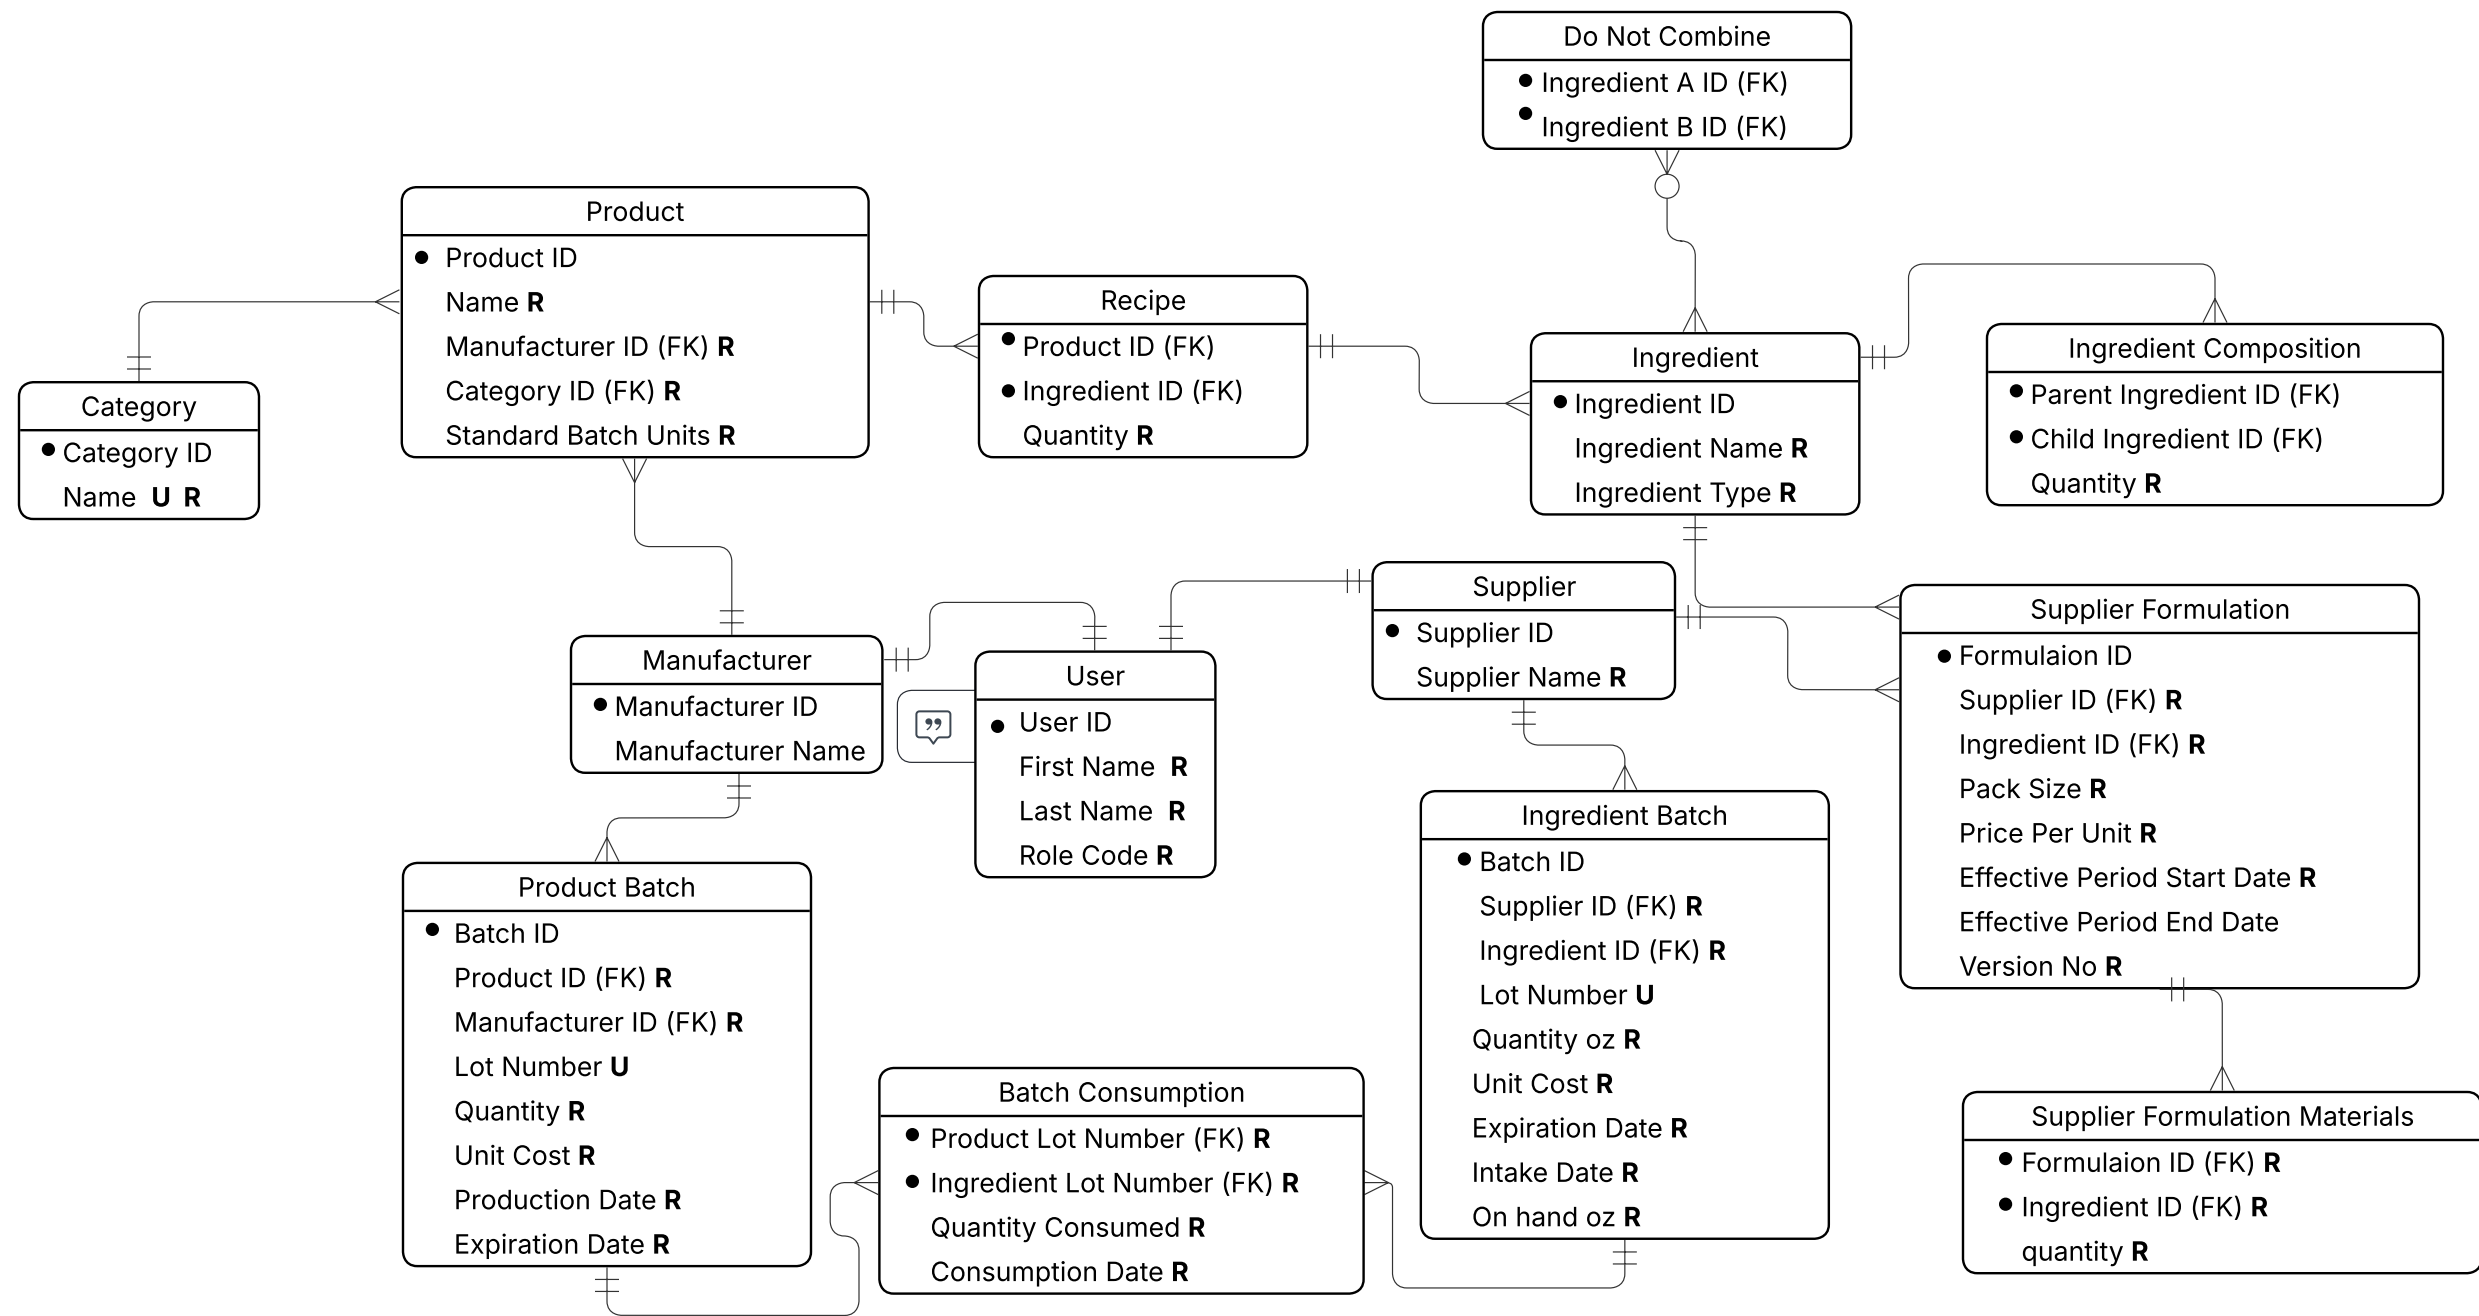 Do Not Combine
Ingredient A ID (FK)
Ingredient B ID (FK)
Product
Product ID
Name R
Manufacturer ID (FK) R
Category ID (FK) R
Standard Batch Units R
Recipe
Product ID (FK)
Ingredient ID (FK)
Quantity R
Ingredient
Ingredient ID
Ingredient Name R
Ingredient Type R
Ingredient Composition
Parent Ingredient ID (FK)
Child Ingredient ID (FK)
Quantity R
Category
Category ID
Name U R
Manufacturer
Manufacturer ID
Manufacturer Name
User
User ID
First Name R
Last Name R
Role Code R
Supplier
Supplier ID
Supplier Name R
Supplier Formulation
Formulaion ID
Supplier ID (FK) R
Ingredient ID (FK) R
Pack Size R
Price Per Unit R
Effective Period Start Date R
Effective Period End Date
Version No R
Product Batch
Batch ID
Product ID (FK) R
Manufacturer ID (FK) R
Lot Number U
Quantity R
Unit Cost R
Production Date R
Expiration Date R
Batch Consumption
Product Lot Number (FK) R
Ingredient Lot Number (FK) R
Quantity Consumed R
Consumption Date R
Ingredient Batch
Batch ID
Supplier ID (FK) R
Ingredient ID (FK) R
Lot Number U
Quantity oz R
Unit Cost R
Expiration Date R
Intake Date R
On hand oz R
Supplier Formulation Materials
Formulaion ID (FK) R
Ingredient ID (FK) R
quantity R